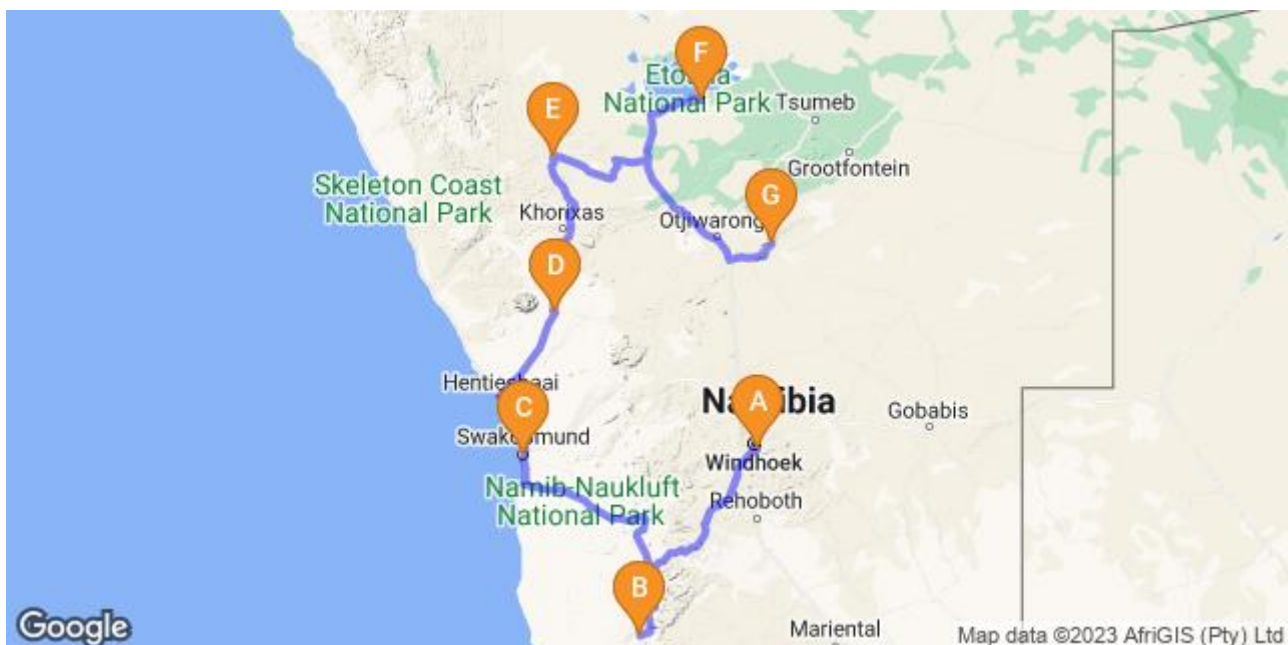 F
Etosha
National Park
Tsumeb
E
Grootfontein
Skeleton Coast
National Park
G
Khorixas
Otjiwarong
D
Hentiesbaai
C
Namibia
A
Gobabis
Swakopmund
Windhoek
Namib-Naukluft
National Park
Rehoboth
B
Mariental
Google
Map data ©2023 AfriGIS (Pty) Ltd